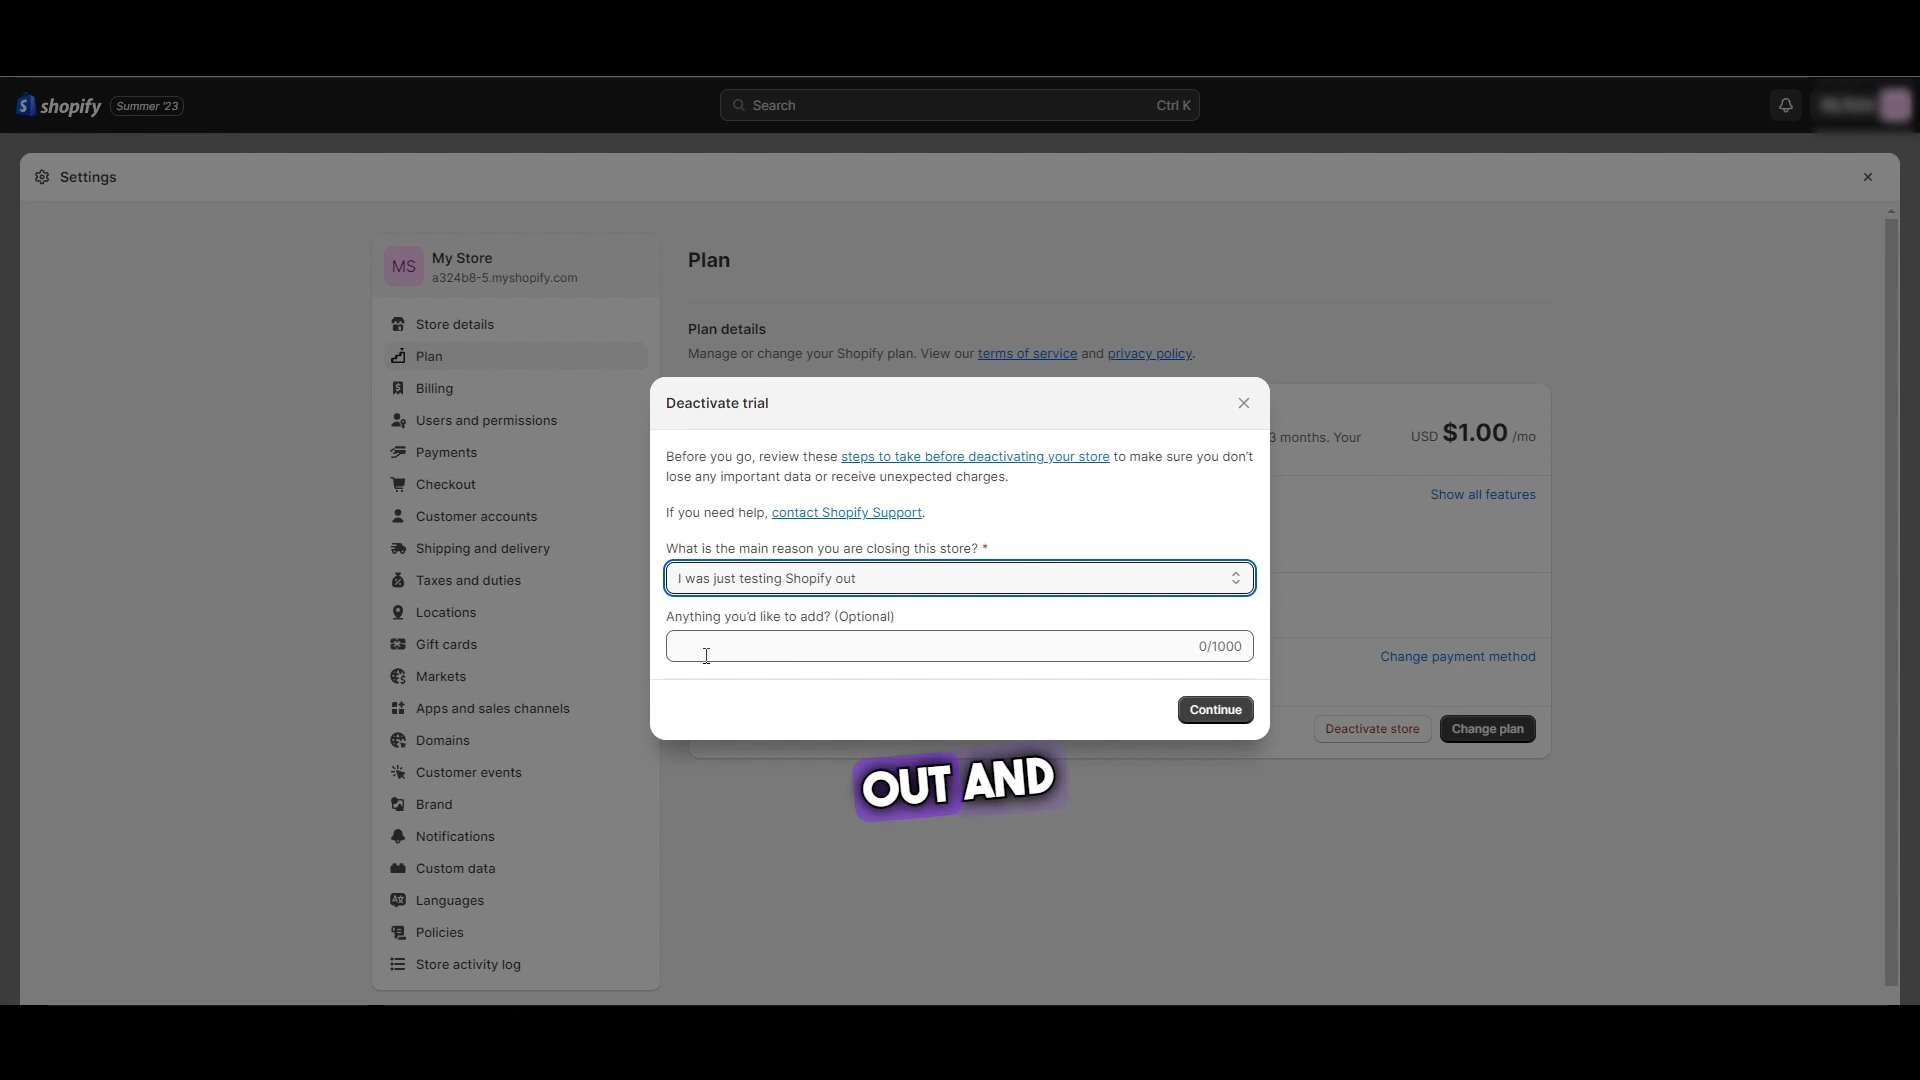 shopify Summer '23
Search Ctrl K
Settings
MS My Store
a324b8-5.myshopify.com
Store details
Plan
Billing
Users and permissions
Payments
Checkout
Customer accounts
Shipping and delivery
Taxes and duties
Locations
Gift cards
Markets
Apps and sales channels
Domains
Customer events
Brand
Notifications
Custom data
Languages
Policies
Store activity log
Plan
Plan details
Manage or change your Shopify plan. View our terms of service and privacy policy.
3 months. Your
USD $1.00 /mo
Show all features
Change payment method
Deactivate store
Change plan
Deactivate trial
Before you go, review these steps to take before deactivating your store to make sure you don't
lose any important data or receive unexpected charges.
If you need help, contact Shopify Support.
What is the main reason you are closing this store? *
I was just testing Shopify out
Anything you'd like to add? (Optional)
0/1000
Continue
OUT AND